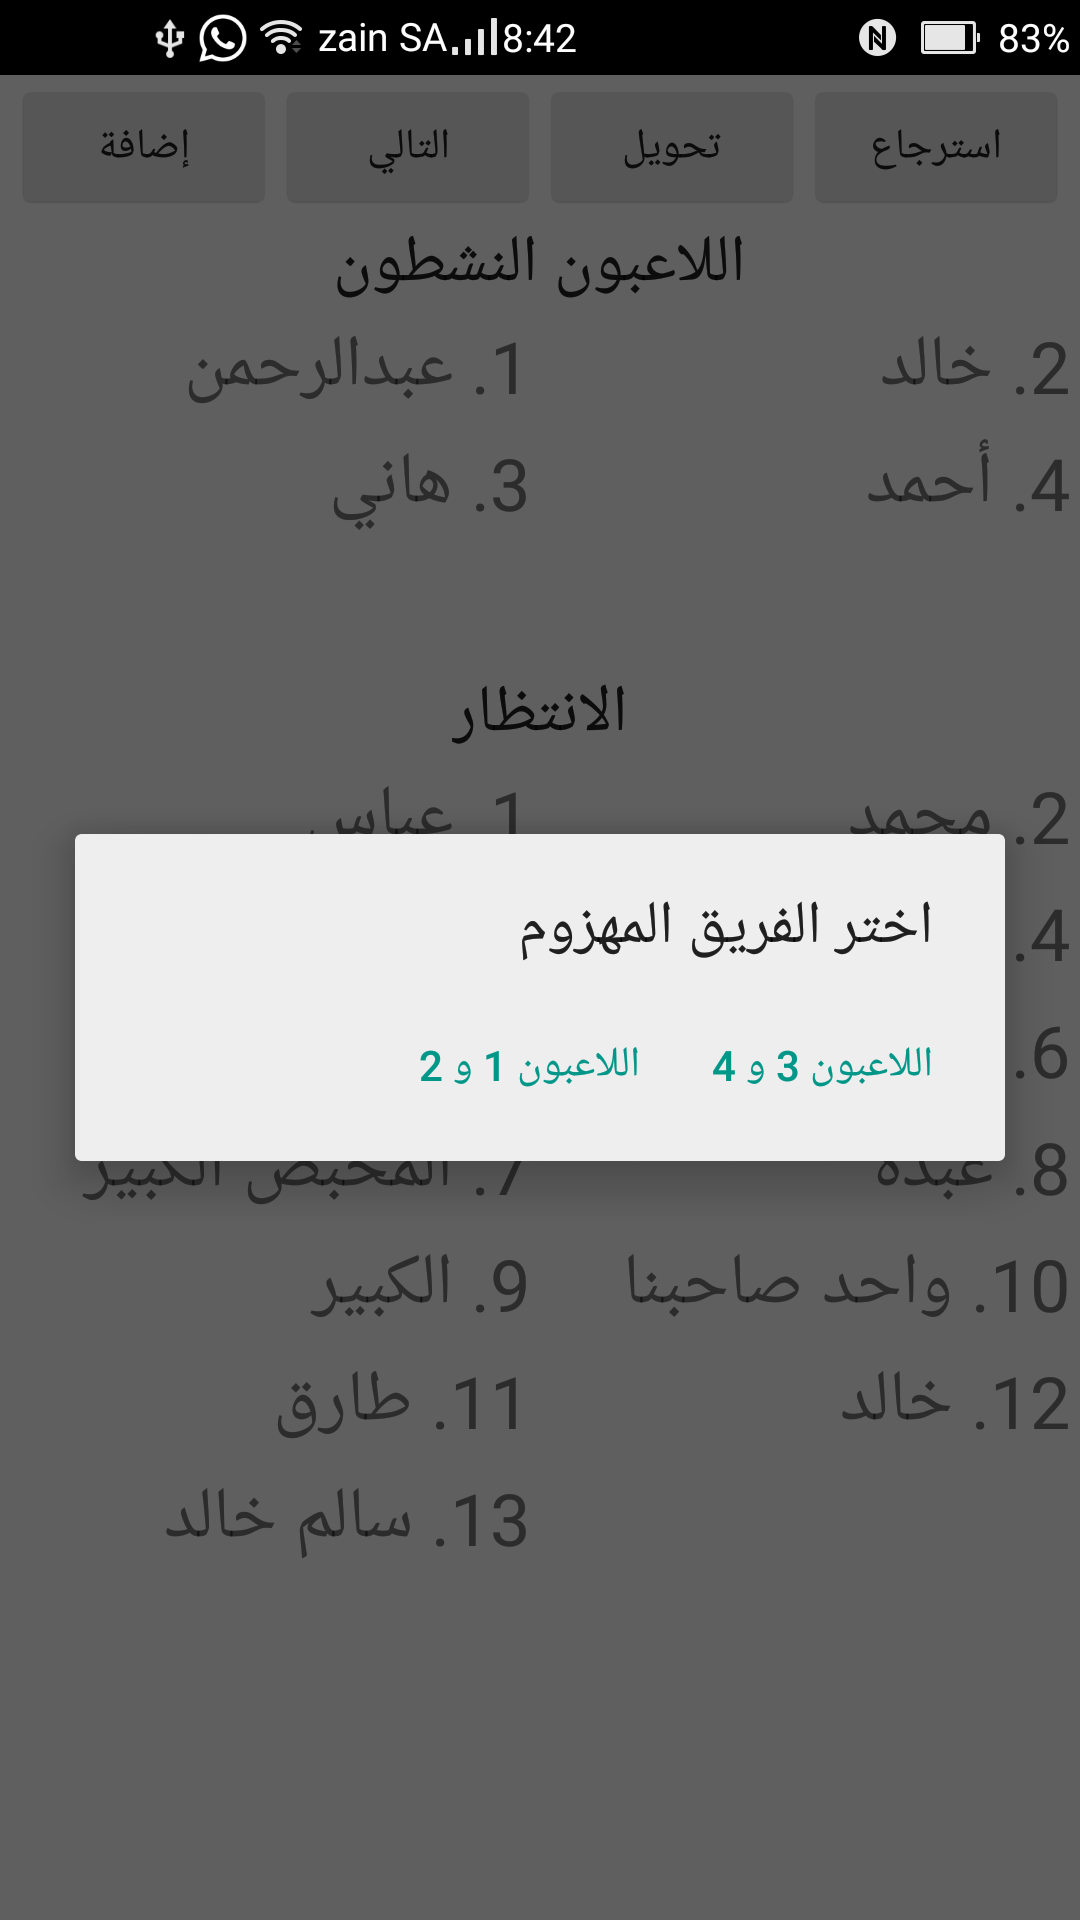 zain SA 8:42 83%
استرجاع تحويل التالي إضافة
اللاعبون النشطون
1. عبدالرحمن
2. خالد
3. هاني
4. أحمد
الانتظار
1. عباس
2. محمد
4.
6.
اختر الفريق المهزوم
اللاعبون 3 و 4
اللاعبون 1 و 2
7. المخبص الكبير
8. عبده
9. الكبير
10. واحد صاحبنا
11. طارق
12. خالد
13. سالم خالد